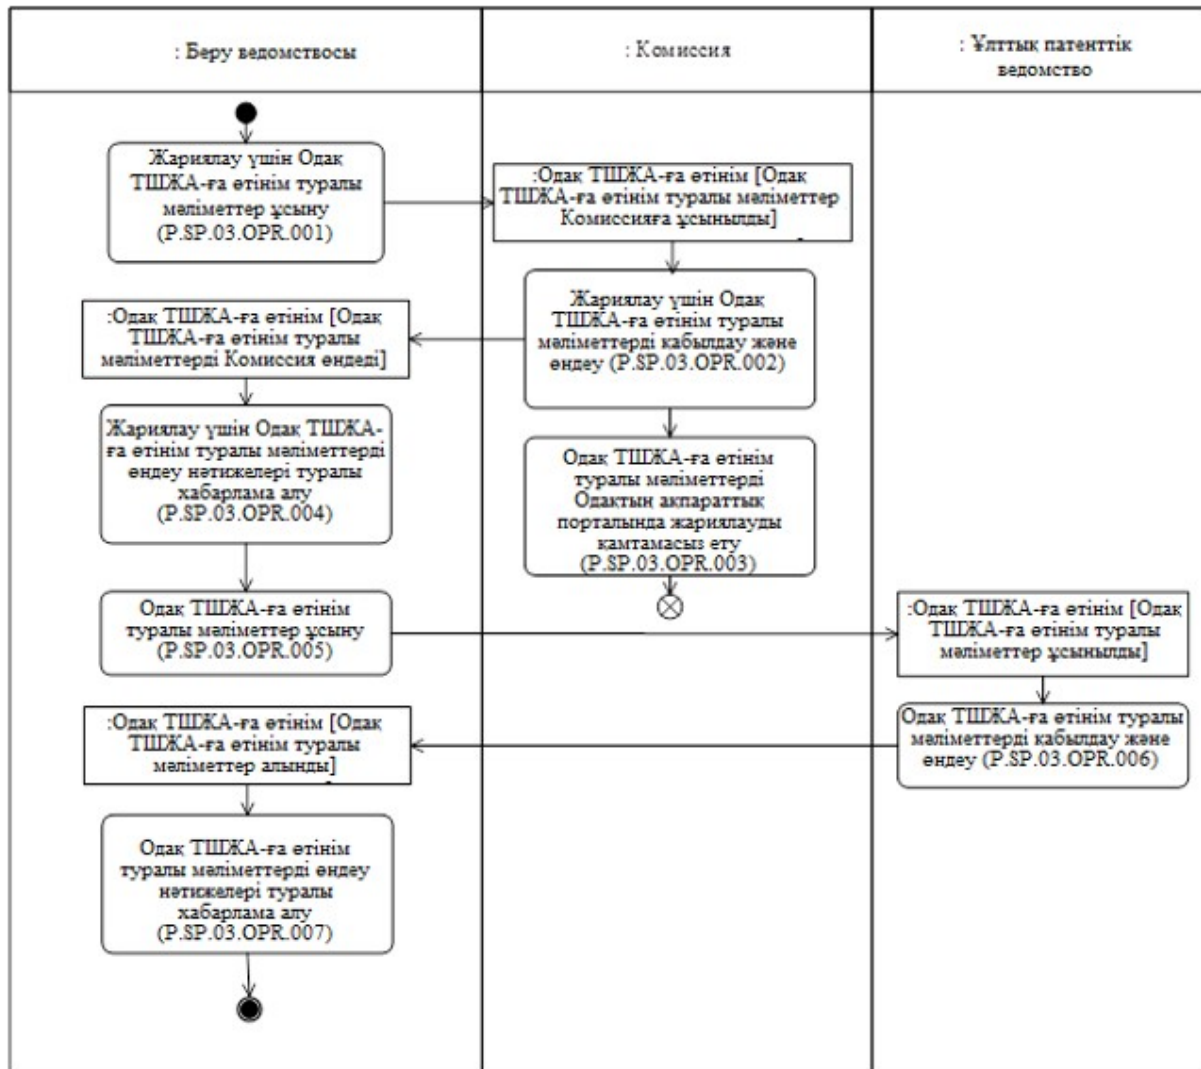 : Беру ведомствосы
: Комиссия
: Ұлттық патенттік
ведомство
Жариялау үшін Одақ
ТШЖА-ға өтінім туралы
мәліметтер ұсыну
(P.SP.03.OPR.001)
:Одақ ТШЖА-ға өтінім [Одақ
ТШЖА-ға өтінім туралы мәліметтер
Комиссияға ұсынылды]
Жариялау үшін Одақ
ТШЖА-ға өтінім туралы
мәліметтерді қабылдау және
өңдеу (P.SP.03.OPR.002)
:Одақ ТШЖА-ға өтінім [Одақ
ТШЖА-ға өтінім туралы
мәліметтерді Комиссия өңдеді]
Жариялау үшін Одақ ТШЖА-
ға өтінім туралы мәліметтерді
өңдеу нәтижелері туралы
хабарлама алу
(P.SP.03.OPR.004)
Одақ ТШЖА-ға өтінім
туралы мәліметтерді
Одақтың ақпараттық
порталында жариялауды
қамтамасыз ету
(P.SP.03.OPR.003)
Одақ ТШЖА-ға өтінім
туралы мәліметтер ұсыну
(P.SP.03.OPR.005)
:Одақ ТШЖА-ға өтінім [Одақ
ТШЖА-ға өтінім туралы
мәліметтер ұсынылды]
Одақ ТШЖА-ға өтінім туралы
мәліметтерді қабылдау және
өңдеу (P.SP.03.OPR.006)
:Одақ ТШЖА-ға өтінім [Одақ
ТШЖА-ға өтінім туралы
мәліметтер алынды]
Одақ ТШЖА-ға өтінім
туралы мәліметтерді өңдеу
нәтижелері туралы
хабарлама алу
(P.SP.03.OPR.007)